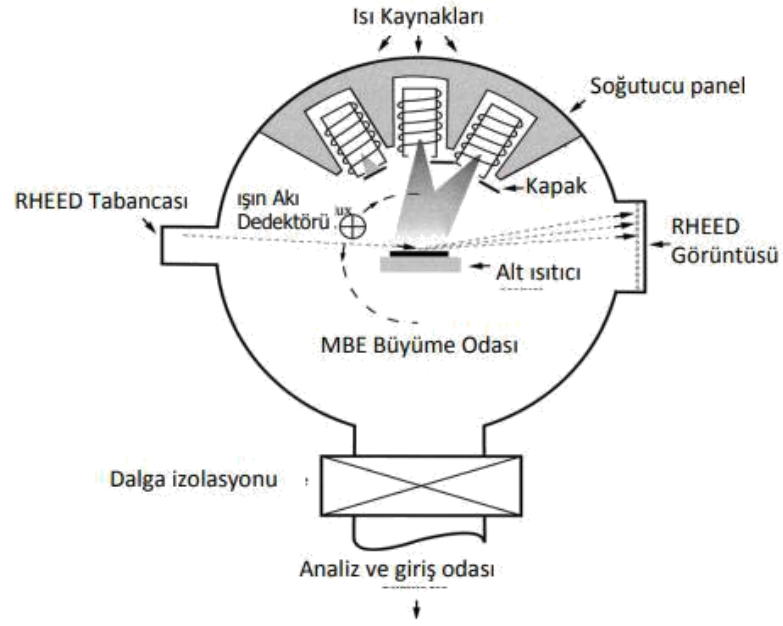 Isı Kaynakları
Soğutucu panel
Kapak
RHEED Tabancası
ışın Akı
Dedektörü
ux
RHEED
Görüntüsü
Alt ısıtıcı
MBE Büyüme Odası
Dalga izolasyonu
Analiz ve giriş odası